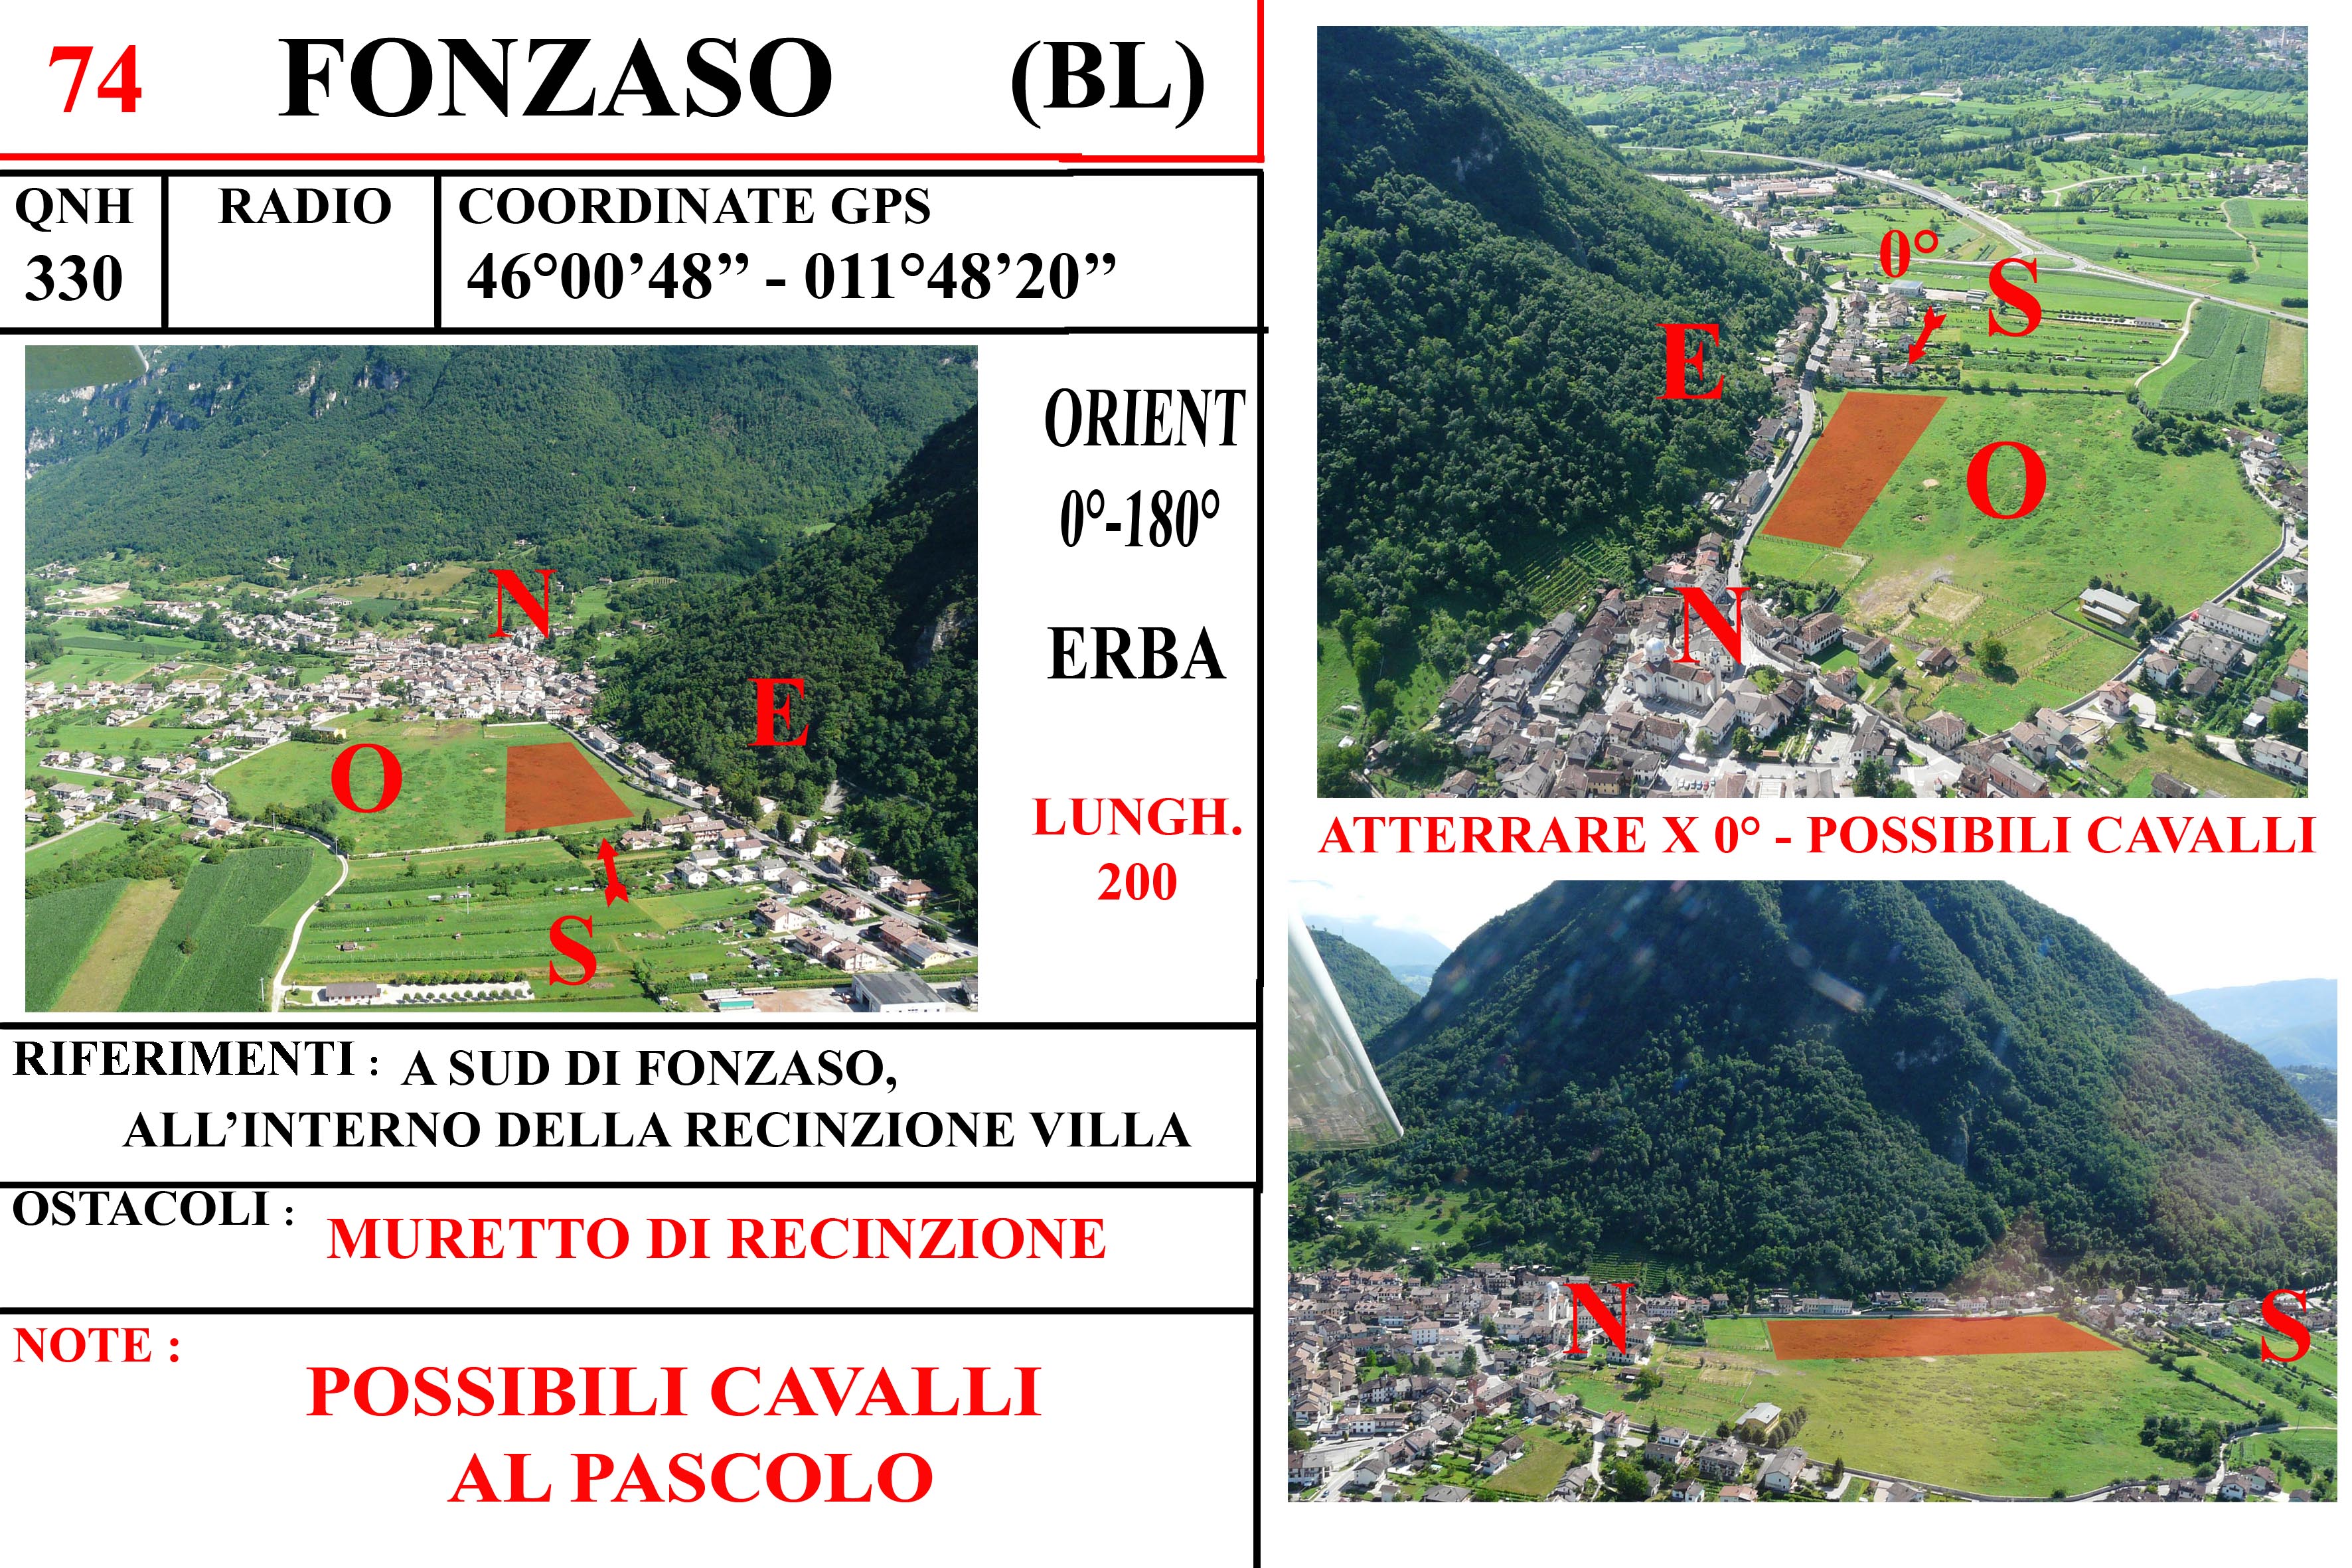 74 FONZASO (BL)
QNH RADIO COORDINATE GPS
330 46°00’48” - 011°48’20”
ORIENT
0°-180°
ERBA
LUNGH.
200
N
E
O
S
RIFERIMENTI : A SUD DI FONZASO,
ALL’INTERNO DELLA RECINZIONE VILLA
OSTACOLI : MURETTO DI RECINZIONE
NOTE :
POSSIBILI CAVALLI
AL PASCOLO
0°
S
E
O
N
ATTERRARE X 0° - POSSIBILI CAVALLI
N
S